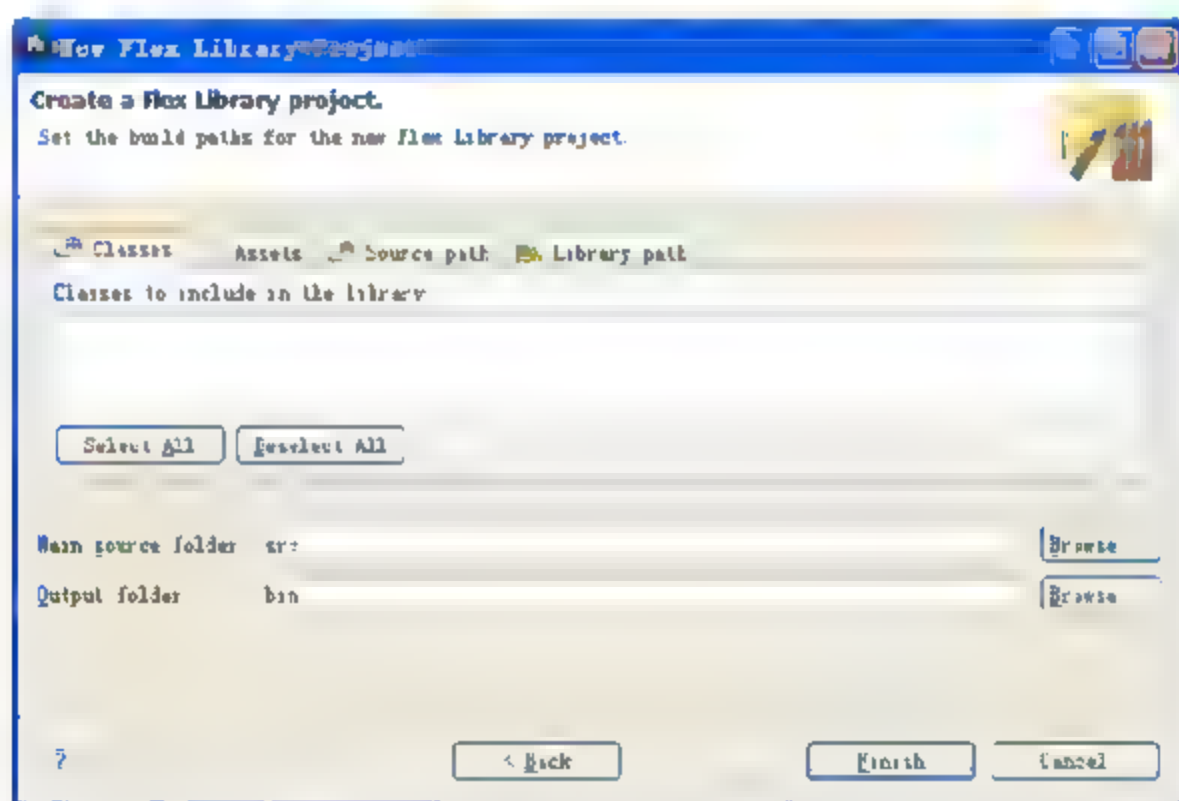 New Flex Library Project
Create a Flex Library project.
Set the build paths for the new Flex Library project.
Classes Assets Source path Library path
Classes to include in the library
Select All Deselect All
Main source folder src Browse
Output folder bin Browse
? < Back Finish Cancel